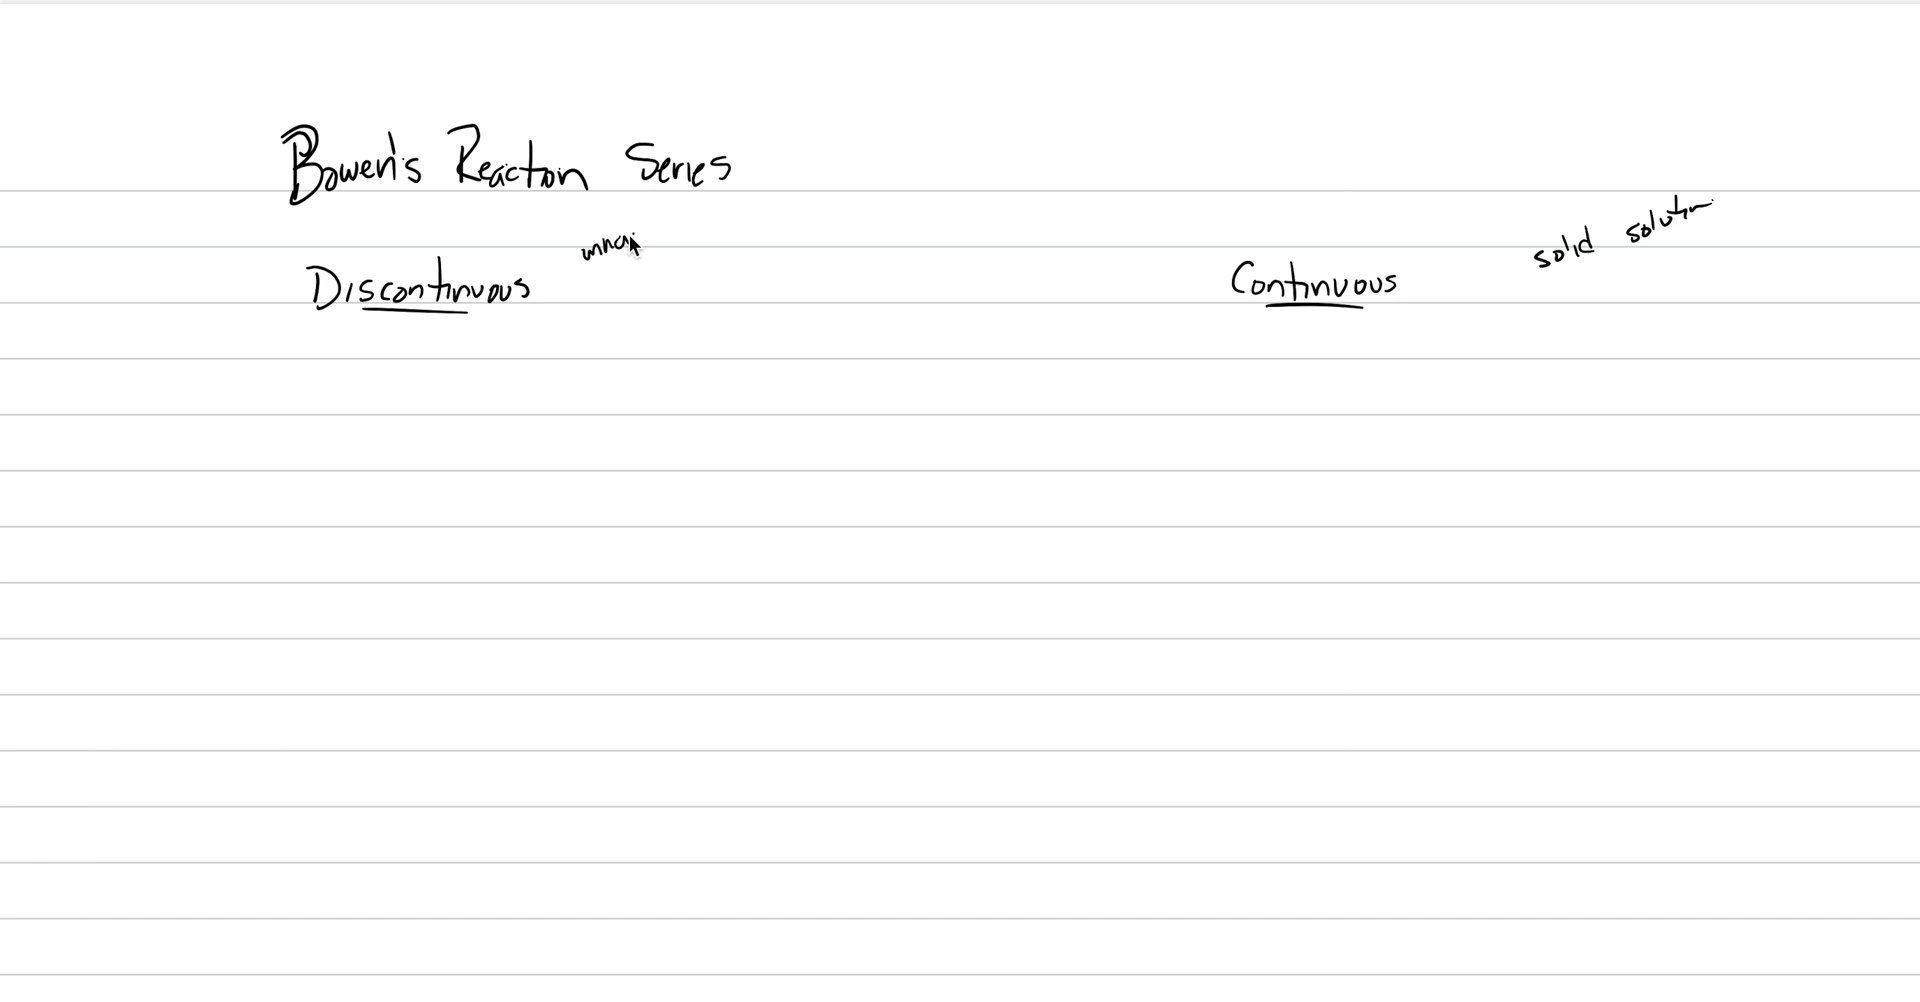 Bowen's Reaction Series
solid solution
Discontinuous Continuous